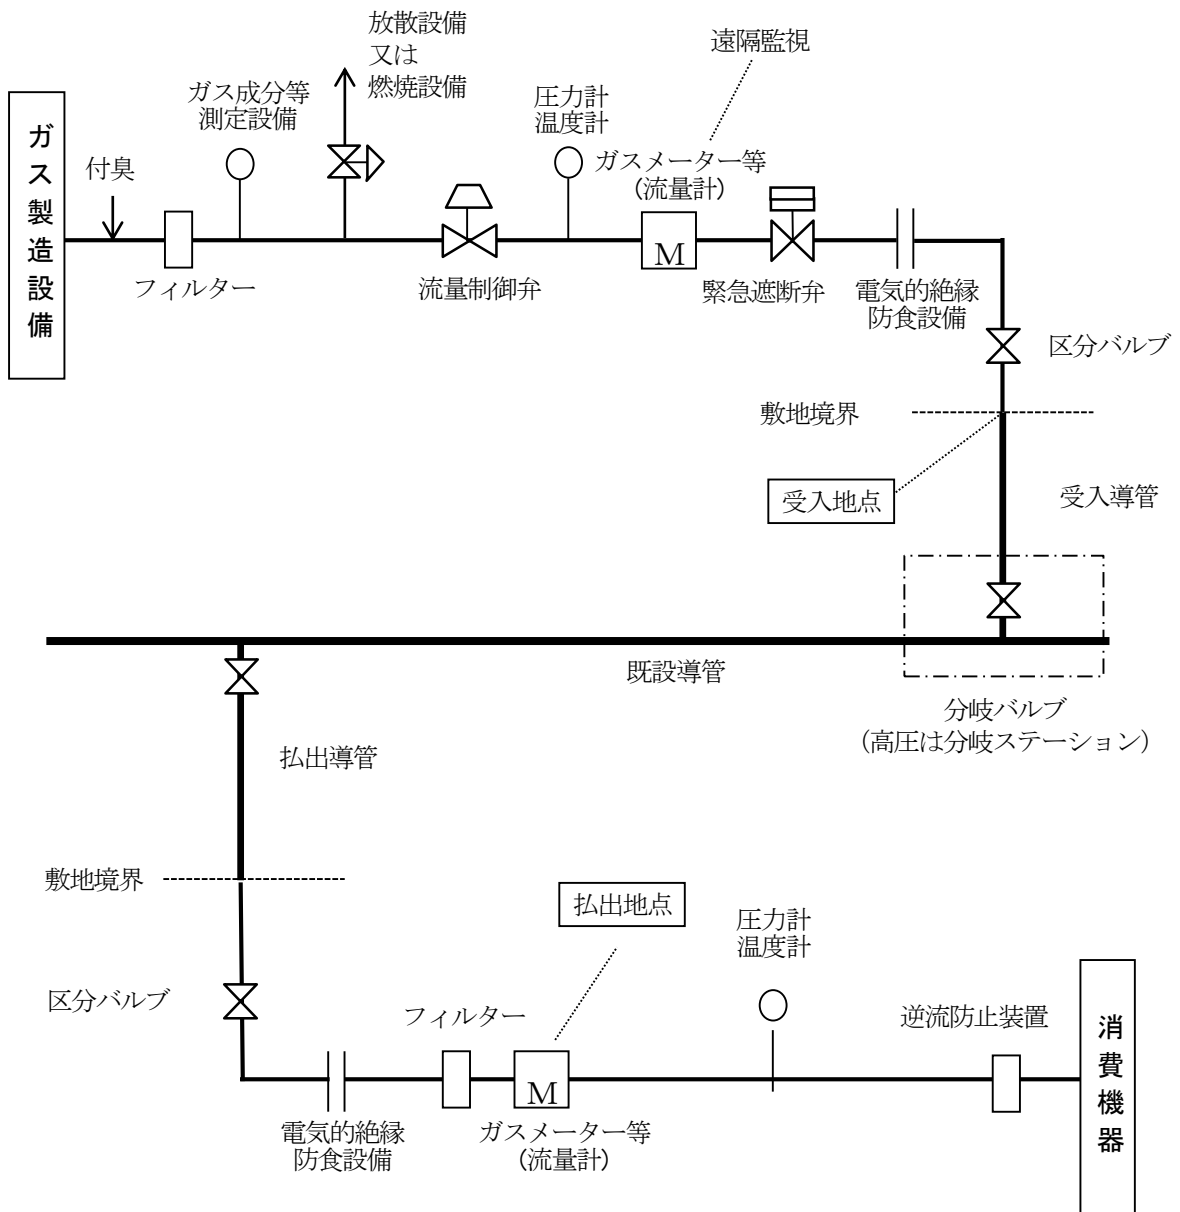 放散設備
又は
燃焼設備
遠隔監視
ガス成分等
測定設備
圧力計
温度計
ガス製造設備
付臭
ガスメーター等
(流量計)
M
フィルター
流量制御弁
緊急遮断弁
電気的絶縁
防食設備
区分バルブ
敷地境界
受入地点
受入導管
既設導管
分岐バルブ
（高圧は分岐ステーション）
払出導管
敷地境界
払出地点
圧力計
温度計
区分バルブ
フィルター
逆流防止装置
消費機器
M
電気的絶縁
防食設備
ガスメーター等
(流量計)